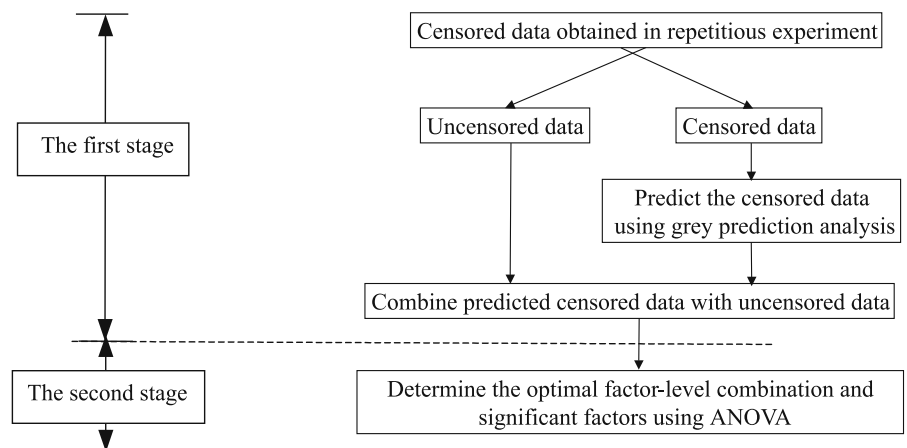 Censored data obtained in repetitious experiment
Uncensored data
Censored data
The first stage
Predict the censored data
using grey prediction analysis
Combine predicted censored data with uncensored data
The second stage
Determine the optimal factor-level combination and
significant factors using ANOVA